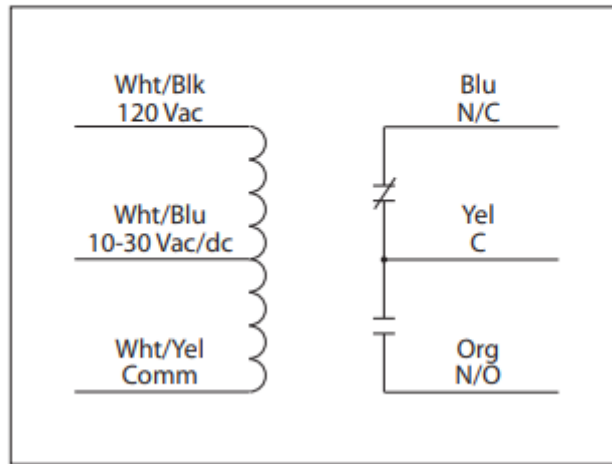 Wht/Blk
120 Vac
Blu
N/C
Wht/Blu
10-30 Vac/dc
Yel
C
Wht/Yel
Comm
Org
N/O